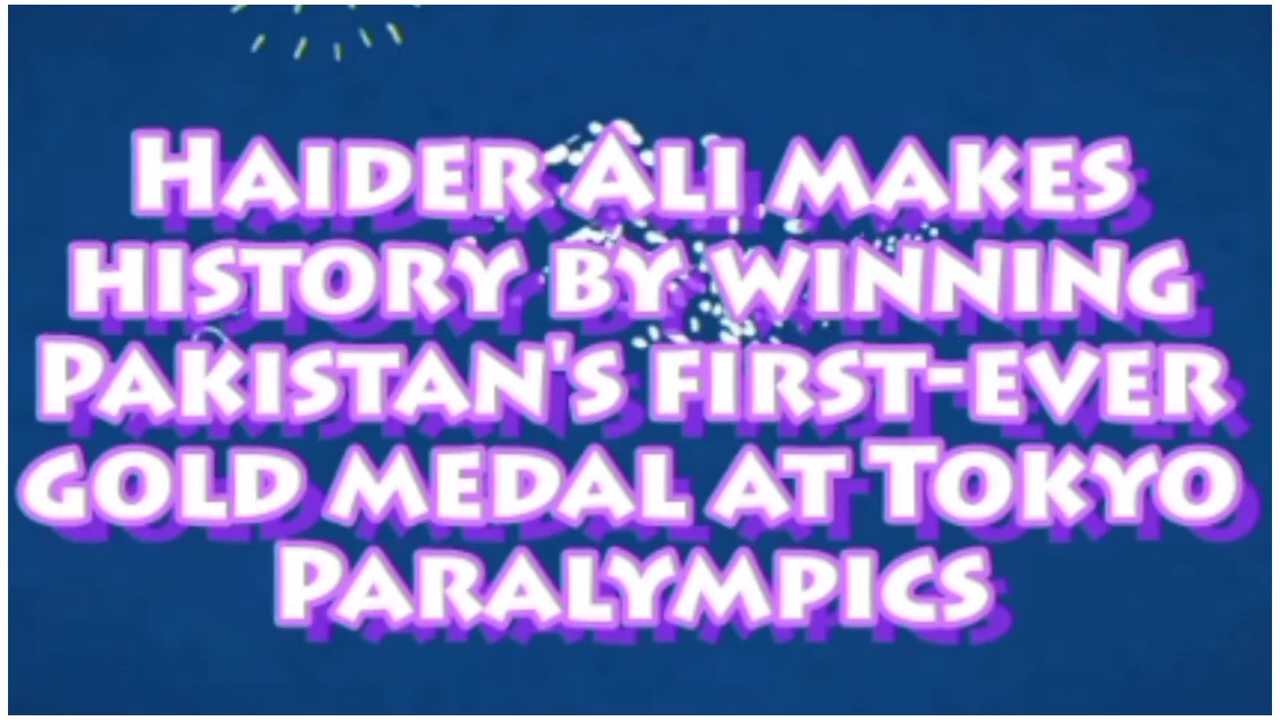 Haider Ali makes
history by winning
Pakistan's first-ever
gold medal at Tokyo
Paralympics